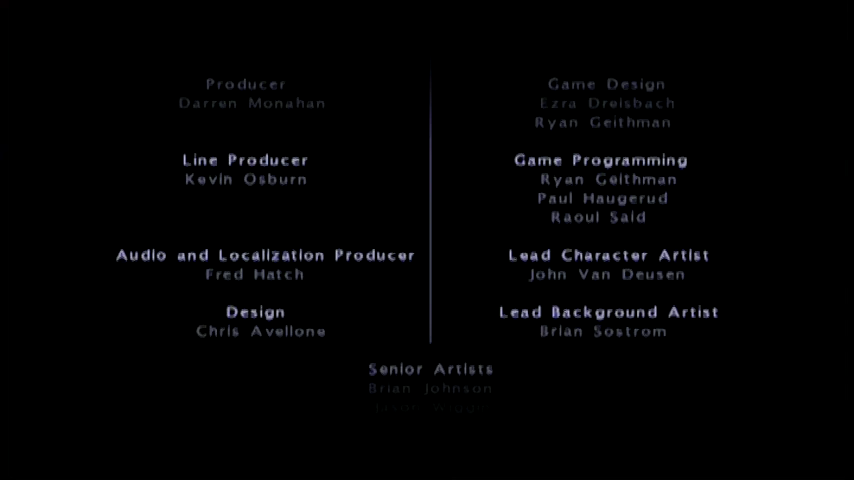 Producer
Darren Monahan
Line Producer
Kevin Osburn
Audio and Localization Producer
Fred Hatch
Design
Chris Avellone
Game Design
Ezra Dreisbach
Ryan Geithman
Game Programming
Ryan Geithman
Paul Haugerud
Raoul Said
Lead Character Artist
John Van Deusen
Lead Background Artist
Brian Sostrom
Senior Artists
Brian Johnson